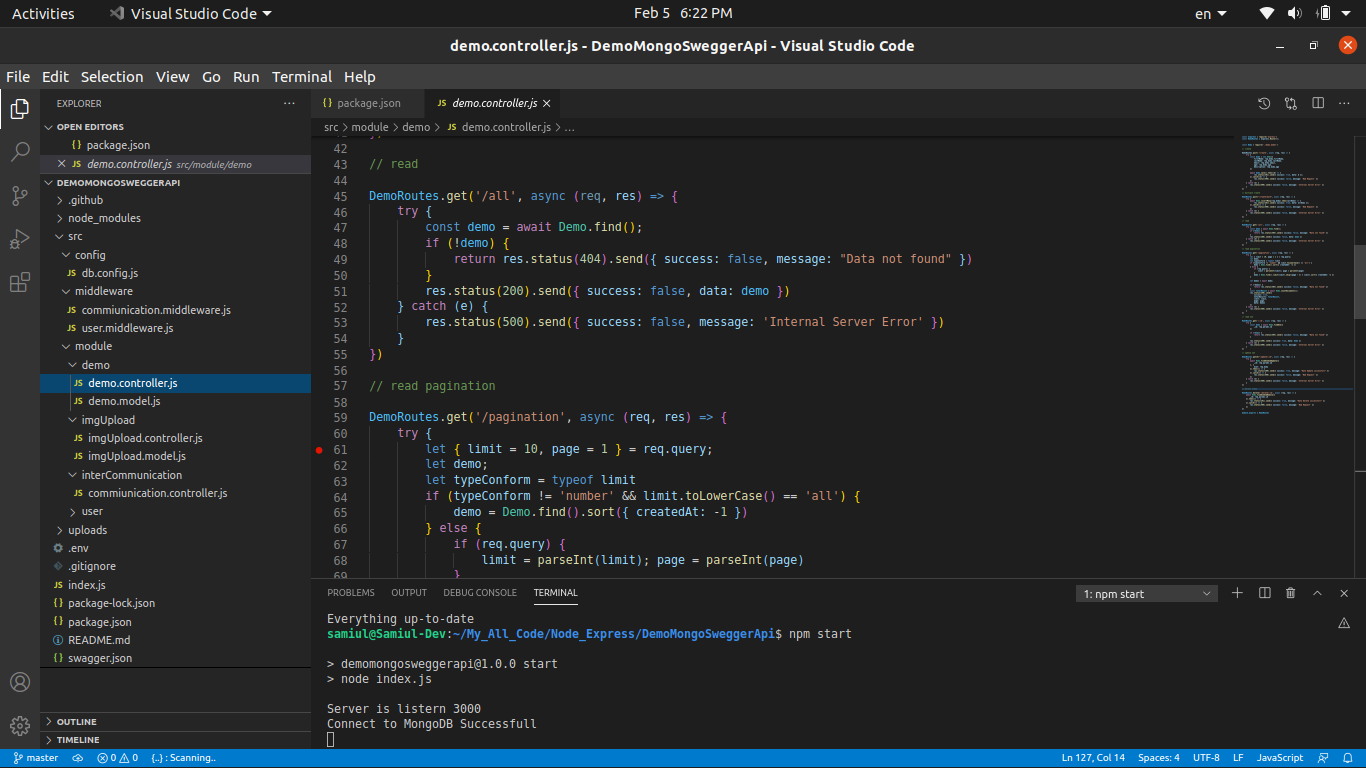 Activities
Visual Studio Code
Feb 5 6:22 PM
en
demo.controller.js - DemoMongoSweggerApi - Visual Studio Code
File Edit Selection View Go Run Terminal Help
EXPLORER
OPEN EDITORS
{ } package.json
JS demo.controller.js src/module/demo
DEMOMONGOSWEGGERAPI
.github
node_modules
src
config
JS db.config.js
middleware
JS commiunication.middleware.js
JS user.middleware.js
module
demo
JS demo.controller.js
JS demo.model.js
imgUpload
JS imgUpload.controller.js
JS imgUpload.model.js
interCommunication
JS commiunication.controller.js
user
uploads
.env
.gitignore
JS index.js
{ } package-lock.json
{ } package.json
README.md
{ } swagger.json
OUTLINE
TIMELINE
{ } package.json
JS demo.controller.js
src > module > demo > JS demo.controller.js > ...
42
43 // read
44
45 DemoRoutes.get('/all', async (req, res) => {
46 try {
47 const demo = await Demo.find();
48 if (!demo) {
49 return res.status(404).send({ success: false, message: "Data not found" })
50 }
51 res.status(200).send({ success: false, data: demo })
52 } catch (e) {
53 res.status(500).send({ success: false, message: 'Internal Server Error' })
54 }
55 })
56
57 // read pagination
58
59 DemoRoutes.get('/pagination', async (req, res) => {
60 try {
61 let { limit = 10, page = 1 } = req.query;
62 let demo;
63 let typeConform = typeof limit
64 if (typeConform != 'number' && limit.toLowerCase() == 'all') {
65 demo = Demo.find().sort({ createdAt: -1 })
66 } else {
67 if (req.query) {
68 limit = parseInt(limit); page = parseInt(page)
69 }
PROBLEMS OUTPUT DEBUG CONSOLE TERMINAL
1: npm start
Everything up-to-date
samiul@Samiul-Dev:~/My_All_Code/Node_Express/DemoMongoSweggerApi$ npm start
> demomongosweggerapi@1.0.0 start
> node index.js
Server is listern 3000
Connect to MongoDB Successfull
master
0 0
{..} : Scanning..
Ln 127, Col 14
Spaces: 4
UTF-8
LF
JavaScript